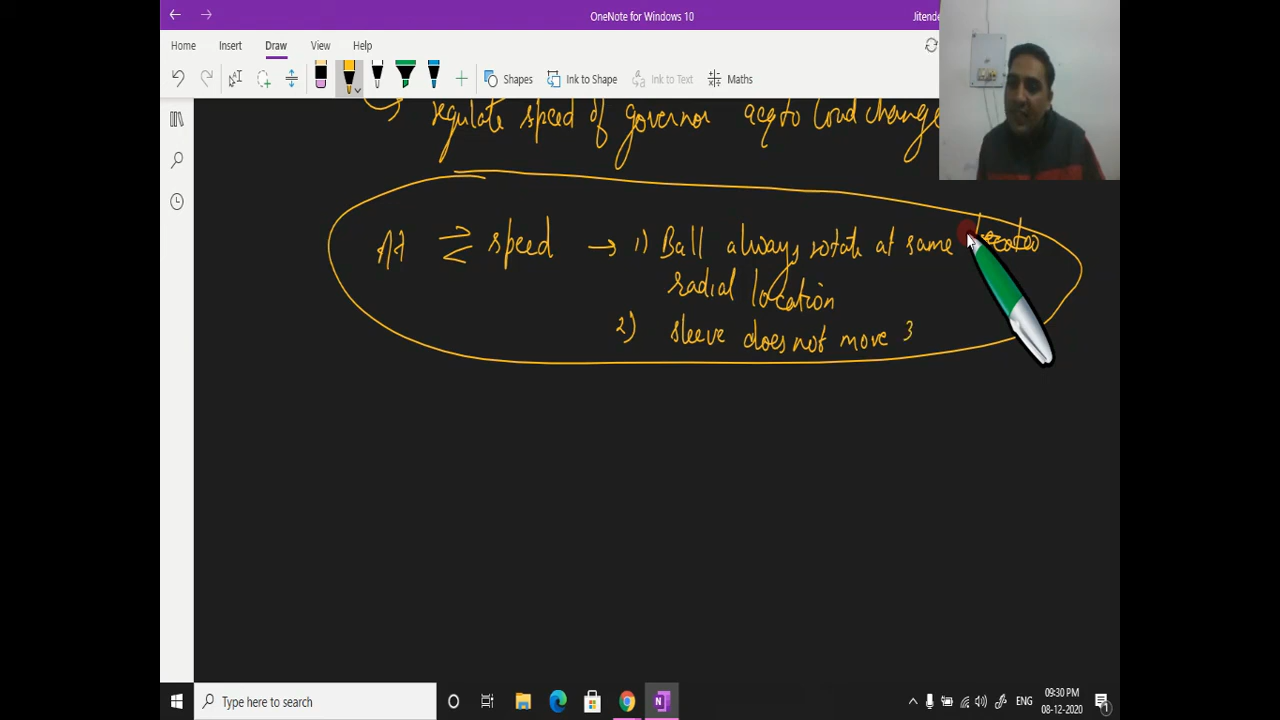 OneNote for Windows 10
Jiten
Home Insert Draw View Help
Shapes Ink to Shape Ink to Text Maths
regulate speed of governor acq to load change
At ⇄ speed → 1) Ball always rotate at same
radial location
2) sleeve does not move
Type here to search
ENG
09:30 PM
08-12-2020